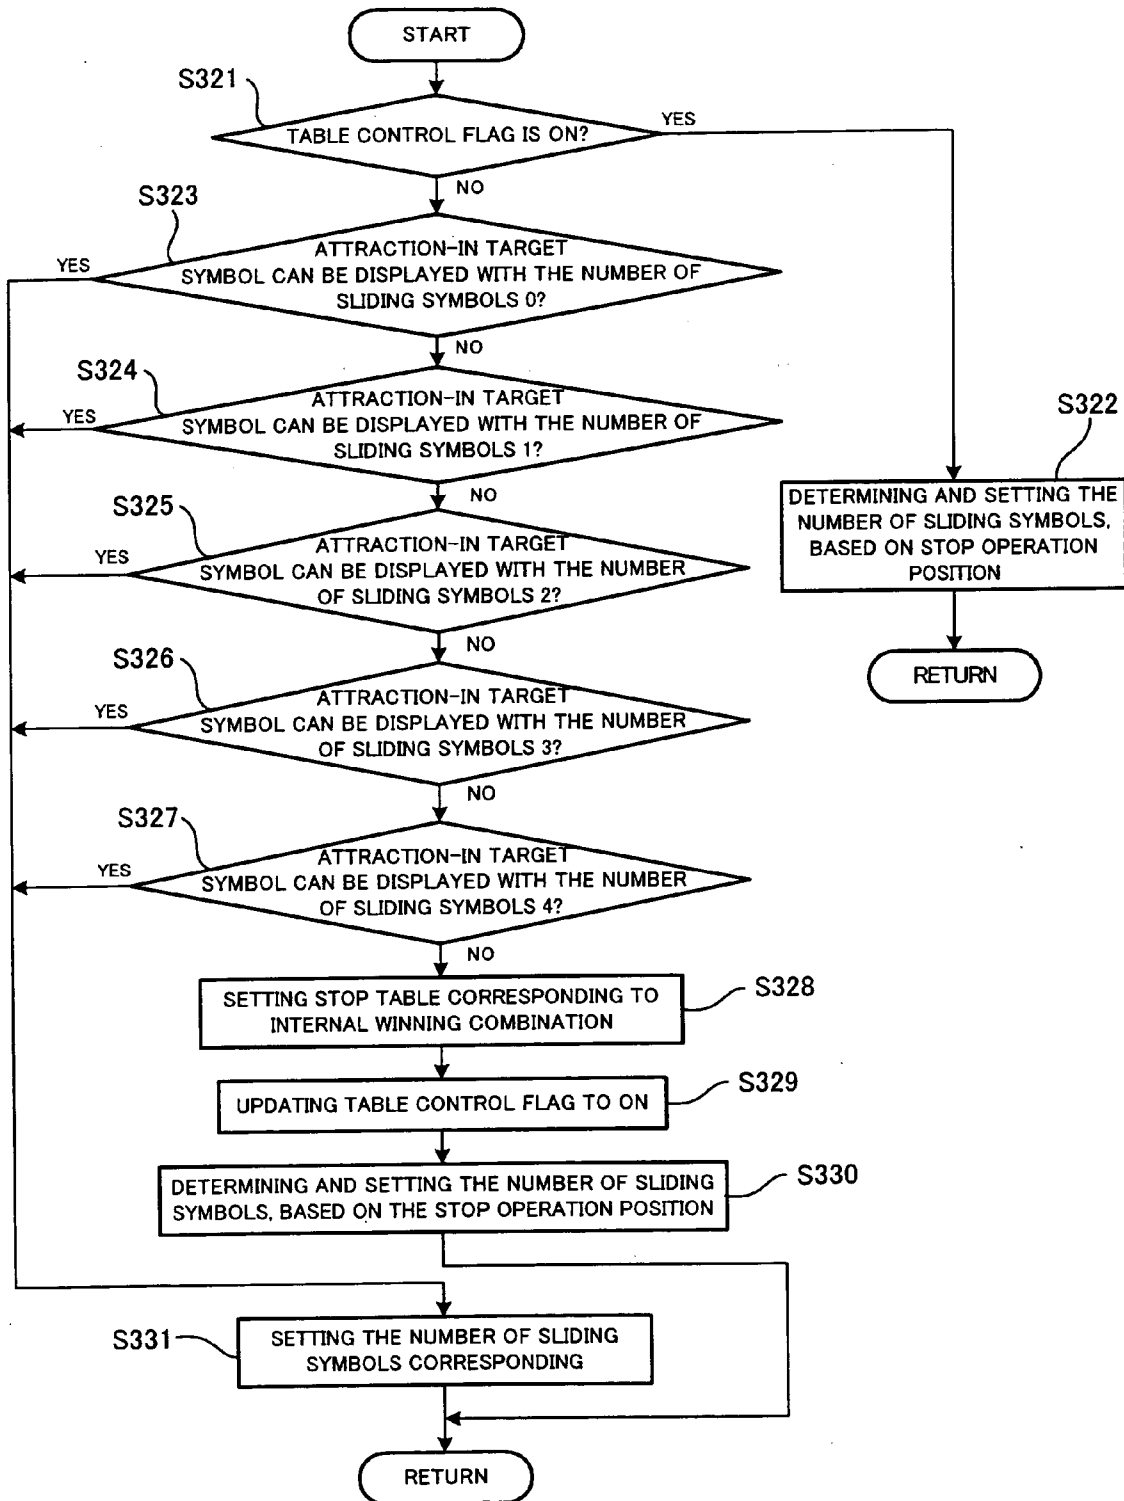 START
S321
TABLE CONTROL FLAG IS ON?
YES
NO
S323
ATTRACTION-IN TARGET
SYMBOL CAN BE DISPLAYED WITH THE NUMBER OF
SLIDING SYMBOLS 0?
YES
NO
S324
ATTRACTION-IN TARGET
SYMBOL CAN BE DISPLAYED WITH THE NUMBER OF
SLIDING SYMBOLS 1?
YES
NO
S322
DETERMINING AND SETTING THE
NUMBER OF SLIDING SYMBOLS,
BASED ON STOP OPERATION
POSITION
RETURN
S325
ATTRACTION-IN TARGET
SYMBOL CAN BE DISPLAYED WITH THE NUMBER
OF SLIDING SYMBOLS 2?
YES
NO
S326
ATTRACTION-IN TARGET
SYMBOL CAN BE DISPLAYED WITH THE NUMBER
OF SLIDING SYMBOLS 3?
YES
NO
S327
ATTRACTION-IN TARGET
SYMBOL CAN BE DISPLAYED WITH THE NUMBER
OF SLIDING SYMBOLS 4?
YES
NO
SETTING STOP TABLE CORRESPONDING TO
INTERNAL WINNING COMBINATION
S328
UPDATING TABLE CONTROL FLAG TO ON
S329
DETERMINING AND SETTING THE NUMBER OF SLIDING
SYMBOLS, BASED ON THE STOP OPERATION POSITION
S330
S331
SETTING THE NUMBER OF SLIDING
SYMBOLS CORRESPONDING
RETURN